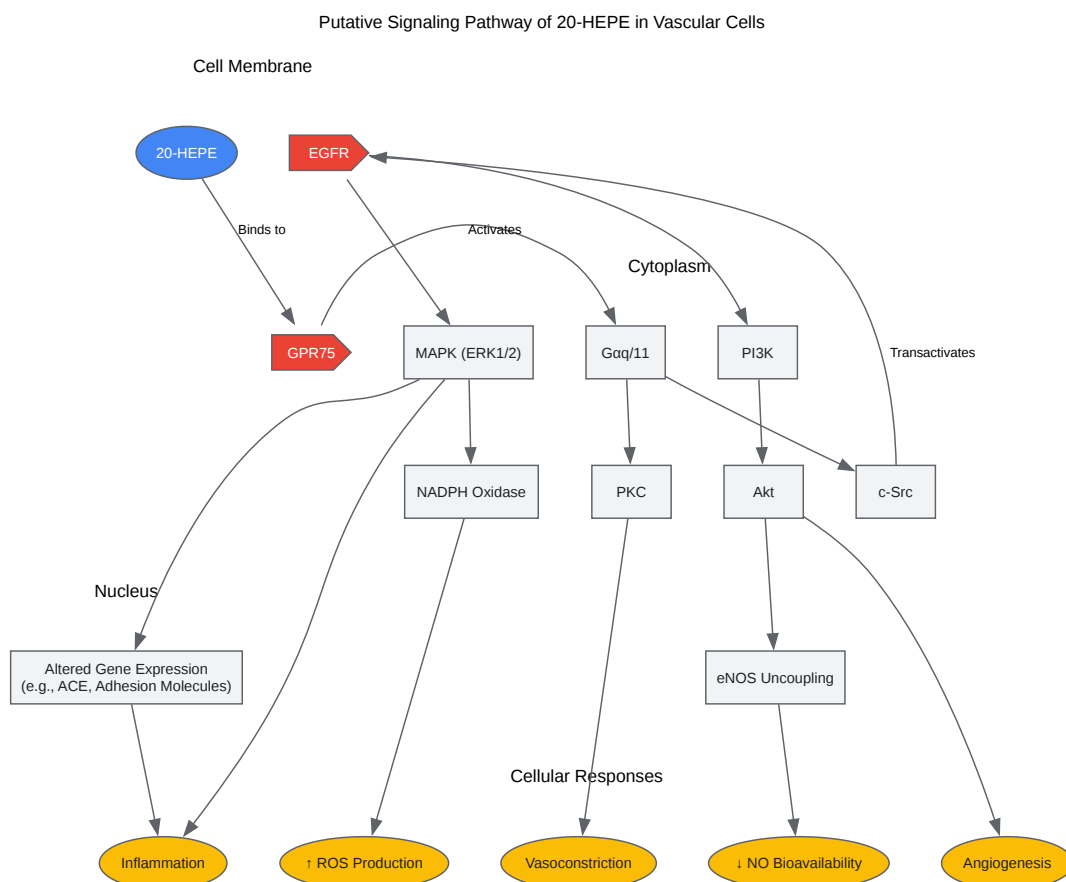 Putative Signaling Pathway of 20-HEPE in Vascular Cells
Cell Membrane
20-HEPE
EGFR
Binds to
Activates
Cytoplasm
GPR75
MAPK (ERK1/2)
Gαq/11
PI3K
Transactivates
NADPH Oxidase
PKC
Akt
c-Src
Nucleus
Altered Gene Expression
(e.g., ACE, Adhesion Molecules)
eNOS Uncoupling
Cellular Responses
Inflammation
↑ ROS Production
Vasoconstriction
↓ NO Bioavailability
Angiogenesis